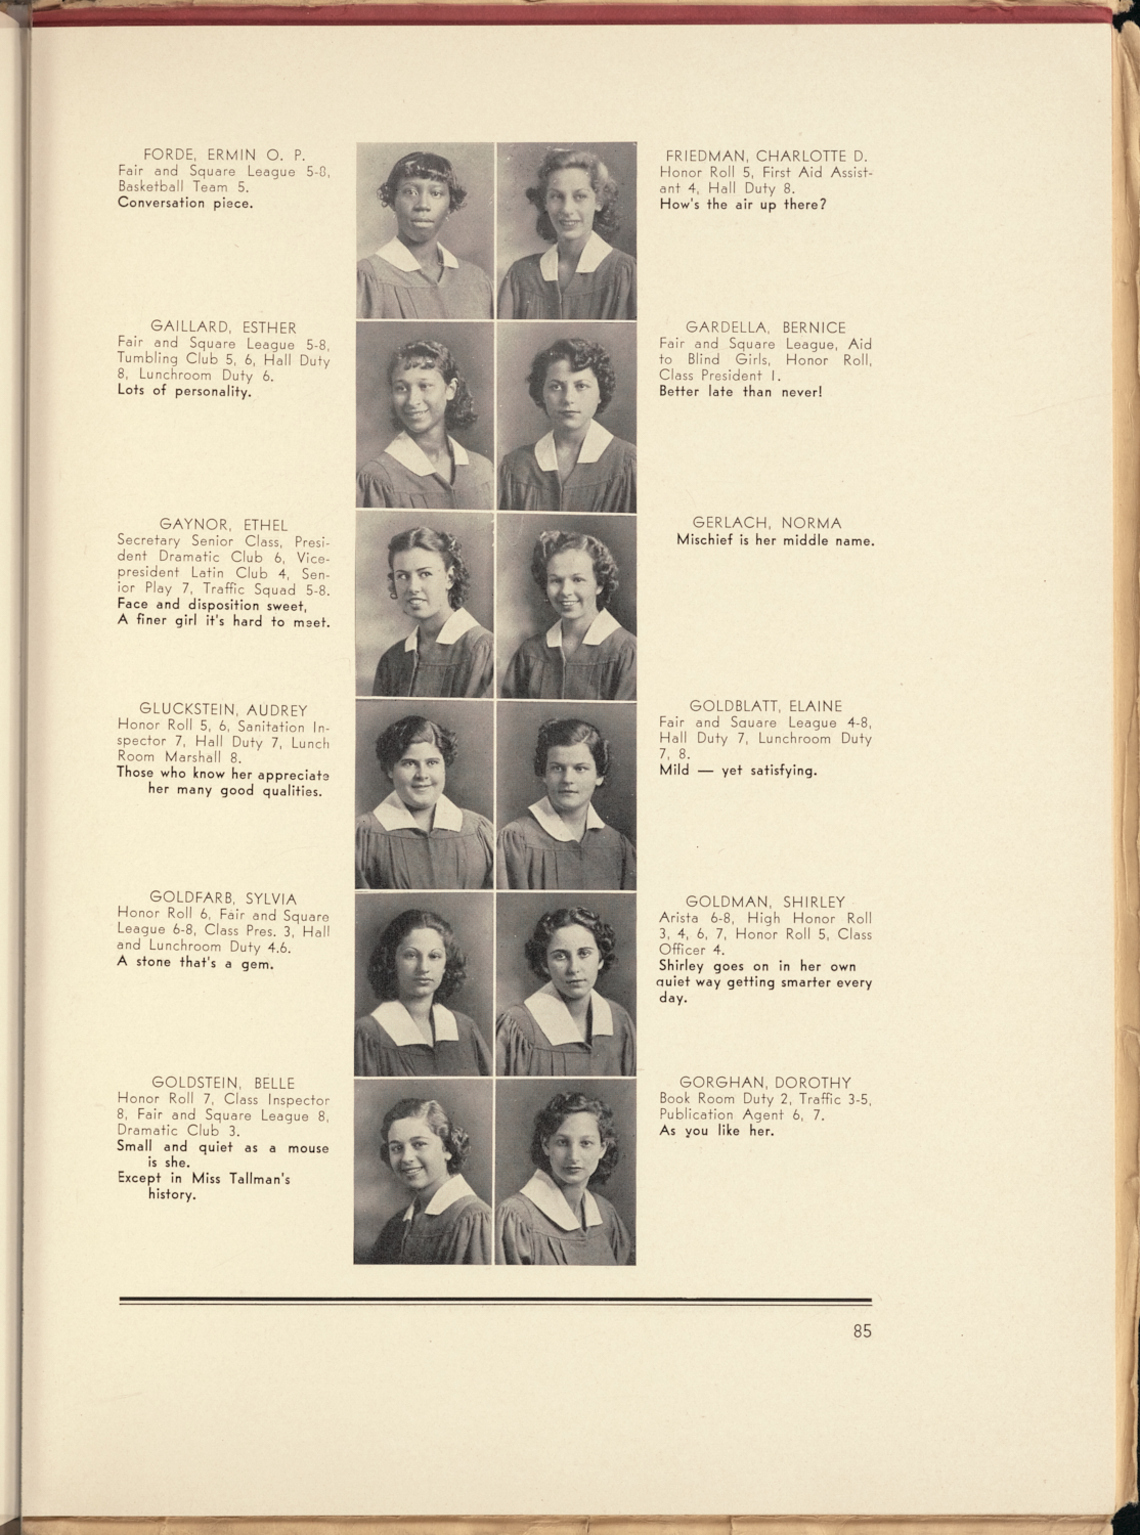 FORDE, ERMIN O. P.
Fair and Square League 5-8,
Basketball Team 5.
Conversation piece.
FRIEDMAN, CHARLOTTE D.
Honor Roll 5, First Aid Assist-
ant 4, Hall Duty 8.
How's the air up there?
GAILLARD, ESTHER
Fair and Square League 5-8,
Tumbling Club 5, 6, Hall Duty
8, Lunchroom Duty 6.
Lots of personality.
GARDELLA, BERNICE
Fair and Square League, Aid
to Blind Girls, Honor Roll,
Class President 1.
Better late than never!
GAYNOR, ETHEL
Secretary Senior Class, Presi-
dent Dramatic Club 6, Vice-
president Latin Club 4, Sen-
ior Play 7, Traffic Squad 5-8.
Face and disposition sweet,
A finer girl it's hard to meet.
GERLACH, NORMA
Mischief is her middle name.
GLUCKSTEIN, AUDREY
Honor Roll 5, 6, Sanitation In-
spector 7, Hall Duty 7, Lunch
Room Marshall 8.
Those who know her appreciate
her many good qualities.
GOLDBLATT, ELAINE
Fair and Square League 4-8,
Hall Duty 7, Lunchroom Duty
7, 8.
Mild — yet satisfying.
GOLDFARB, SYLVIA
Honor Roll 6, Fair and Square
League 6-8, Class Pres. 3, Hall
and Lunchroom Duty 4.6.
A stone that's a gem.
GOLDMAN, SHIRLEY
Arista 6-8, High Honor Roll
3, 4, 6, 7, Honor Roll 5, Class
Officer 4.
Shirley goes on in her own
quiet way getting smarter every
day.
GOLDSTEIN, BELLE
Honor Roll 7, Class Inspector
8, Fair and Square League 8,
Dramatic Club 3.
Small and quiet as a mouse
is she.
Except in Miss Tallman's
history.
GORGHAN, DOROTHY
Book Room Duty 2, Traffic 3-5,
Publication Agent 6, 7.
As you like her.
85